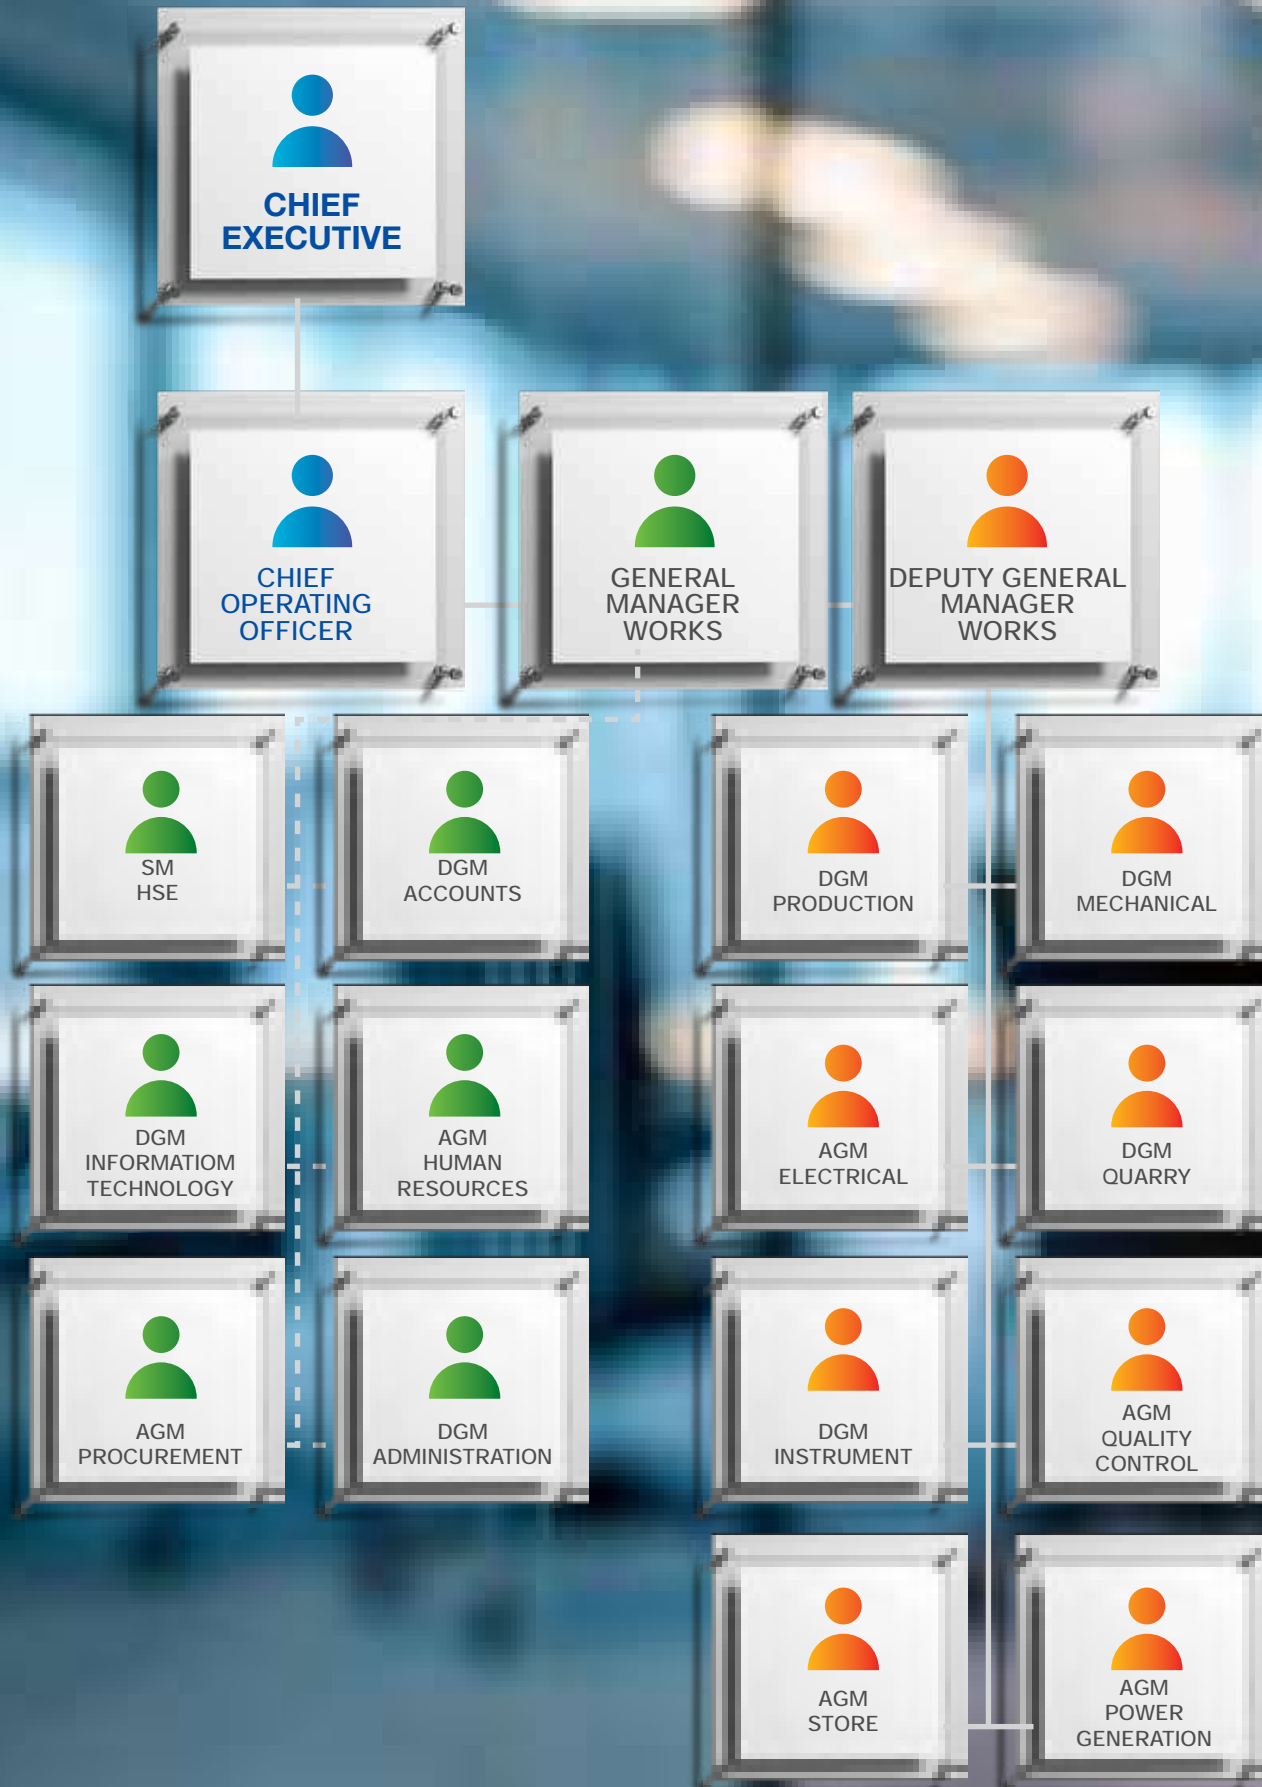 CHIEF
EXECUTIVE
CHIEF
OPERATING
OFFICER
GENERAL
MANAGER
WORKS
DEPUTY GENERAL
MANAGER
WORKS
SM
HSE
DGM
ACCOUNTS
DGM
PRODUCTION
DGM
MECHANICAL
DGM
INFORMATIOM
TECHNOLOGY
AGM
HUMAN
RESOURCES
AGM
ELECTRICAL
DGM
QUARRY
AGM
PROCUREMENT
DGM
ADMINISTRATION
DGM
INSTRUMENT
AGM
QUALITY
CONTROL
AGM
STORE
AGM
POWER
GENERATION